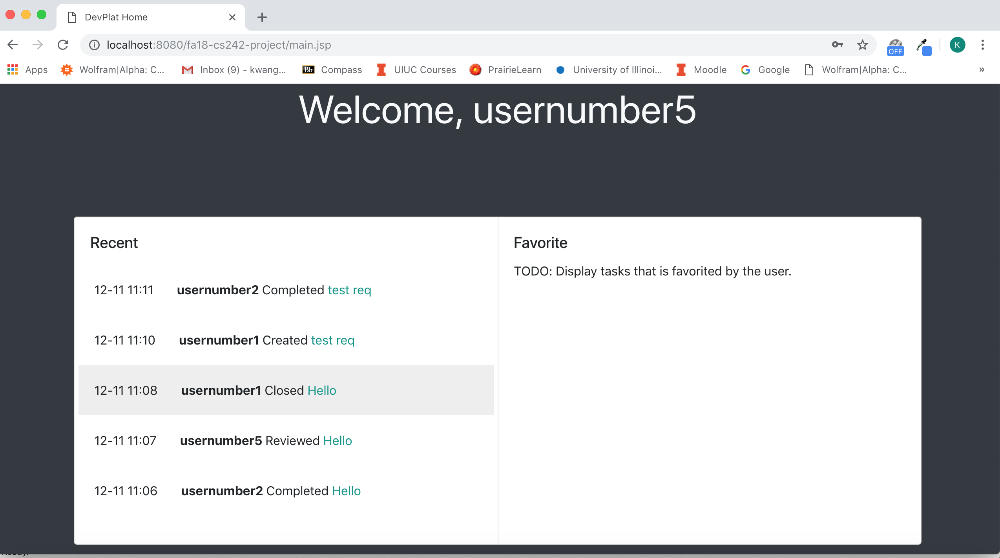 DevPlat Home
localhost:8080/fa18-cs242-project/main.jsp
OFF
K
Apps
Wolfram|Alpha: C...
Inbox (9) - kwang...
Bb
Compass
UIUC Courses
PrairieLearn
University of Illinoi...
Moodle
Google
Wolfram|Alpha: C...
»
Welcome, usernumber5
Recent
12-11 11:11 usernumber2 Completed test req
12-11 11:10 usernumber1 Created test req
12-11 11:08 usernumber1 Closed Hello
12-11 11:07 usernumber5 Reviewed Hello
12-11 11:06 usernumber2 Completed Hello
Favorite
TODO: Display tasks that is favorited by the user.